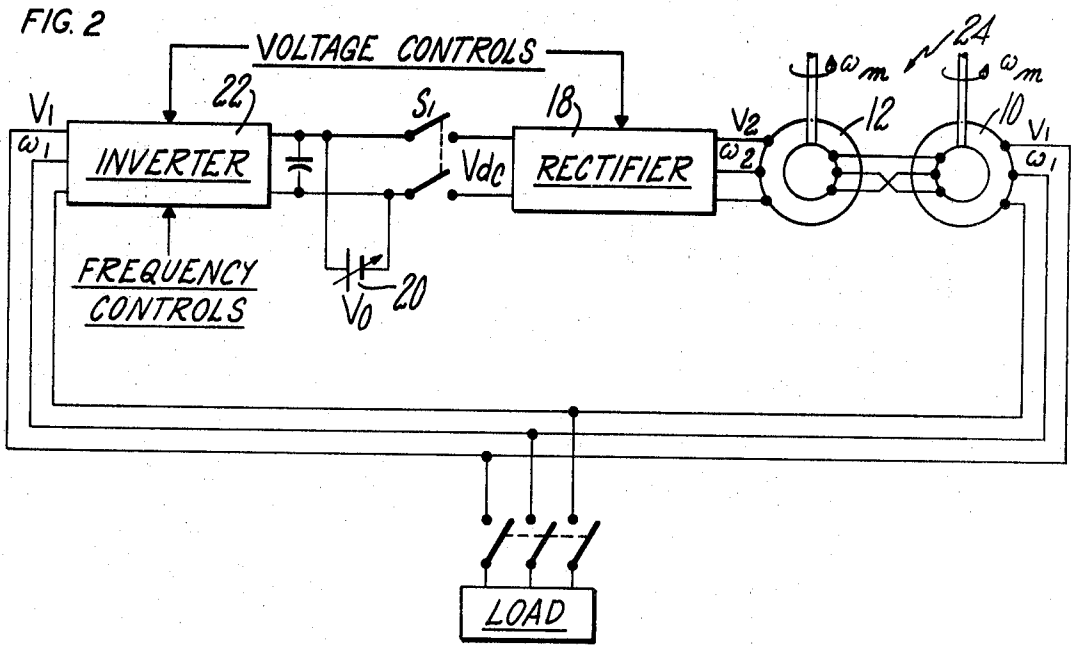 FIG. 2
VOLTAGE CONTROLS
24
ωm
ωm
22
S1
18
12
10
V1
ω1
INVERTER
Vdc
RECTIFIER
V2
ω2
V1
ω1
FREQUENCY
CONTROLS
20
V0
LOAD